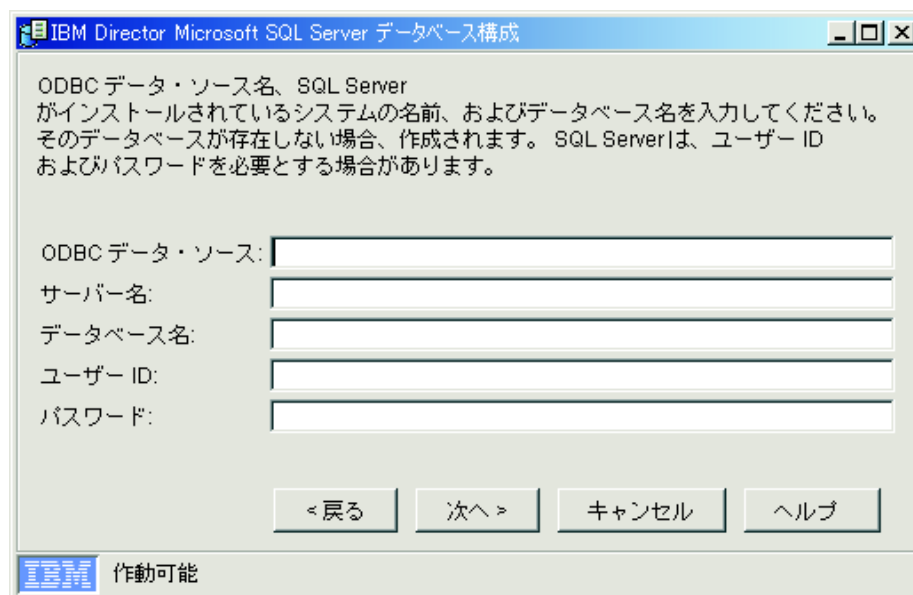 IBM Director Microsoft SQL Server データベース構成
ODBC データ・ソース名、SQL Server
がインストールされているシステムの名前、およびデータベース名を入力してください。
そのデータベースが存在しない場合、作成されます。 SQL Serverは、ユーザー ID
およびパスワードを必要とする場合があります。
ODBC データ・ソース:
サーバー名:
データベース名:
ユーザー ID:
パスワード:
<戻る 次へ> キャンセル ヘルプ
IBM 作動可能